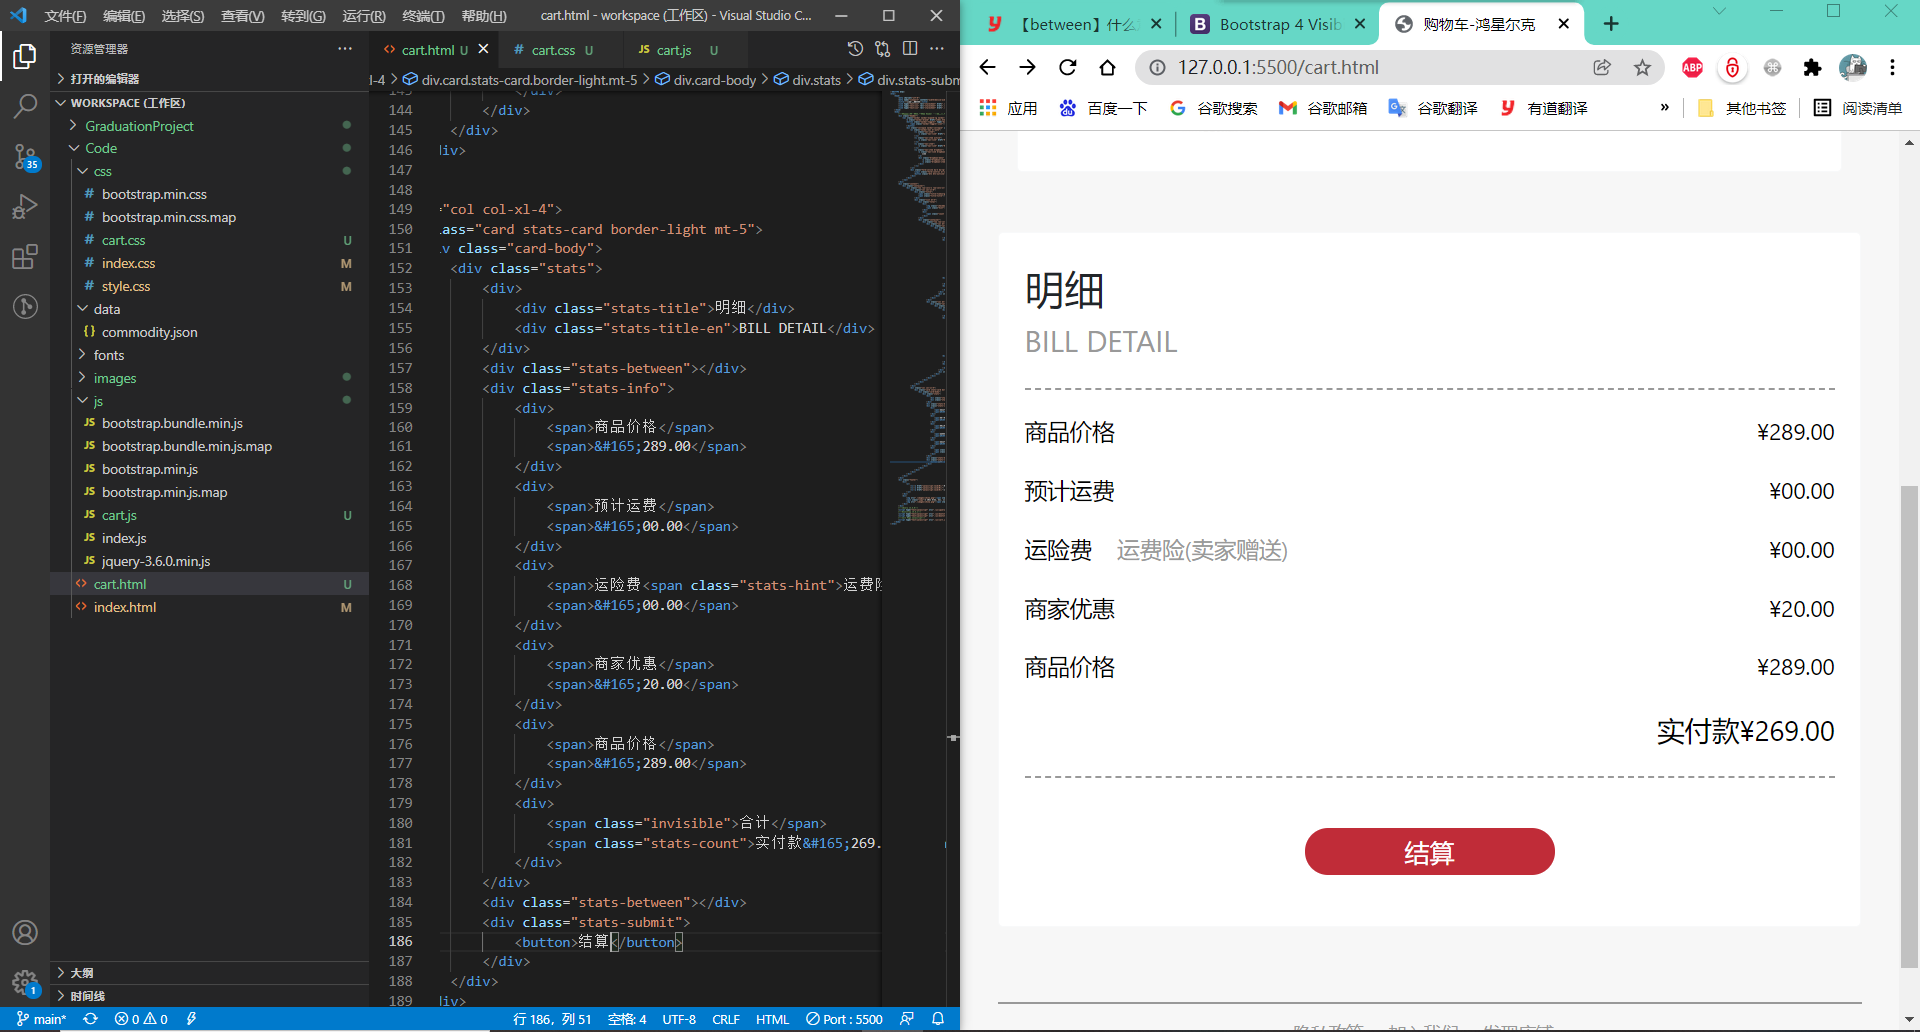 文件(F) 编辑(E) 选择(S) 查看(V) 转到(G) 运行(R) 终端(T) 帮助(H) cart.html - workspace (工作区) - Visual Studio C...
资源管理器
打开的编辑器
WORKSPACE (工作区)
GraduationProject
Code
css
# bootstrap.min.css
# bootstrap.min.css.map
# cart.css U
# index.css M
# style.css M
data
{} commodity.json
fonts
images
js
JS bootstrap.bundle.min.js
JS bootstrap.bundle.min.js.map
JS bootstrap.min.js
JS bootstrap.min.js.map
JS cart.js U
JS index.js
JS jquery-3.6.0.min.js
<> cart.html U
<> index.html M
大纲
时间线
35
1
<> cart.html U # cart.css U JS cart.js U
l-4 > div.card.stats-card.border-light.mt-5 > div.card-body > div.stats > div.stats-subm
144 </div>
145 </div>
146 div>
147
148
149 ="col col-xl-4">
150 lass="card stats-card border-light mt-5">
151 v class="card-body">
152 <div class="stats">
153 <div>
154 <div class="stats-title">明细</div>
155 <div class="stats-title-en">BILL DETAIL</div>
156 </div>
157 <div class="stats-between"></div>
158 <div class="stats-info">
159 <div>
160 <span>商品价格</span>
161 <span>&#165;289.00</span>
162 </div>
163 <div>
164 <span>预计运费</span>
165 <span>&#165;00.00</span>
166 </div>
167 <div>
168 <span>运险费<span class="stats-hint">运费险
169 <span>&#165;00.00</span>
170 </div>
171 <div>
172 <span>商家优惠</span>
173 <span>&#165;20.00</span>
174 </div>
175 <div>
176 <span>商品价格</span>
177 <span>&#165;289.00</span>
178 </div>
179 <div>
180 <span class="invisible">合计</span>
181 <span class="stats-count">实付款&#165;269.
182 </div>
183 </div>
184 <div class="stats-between"></div>
185 <div class="stats-submit">
186 <button>结算</button>
187 </div>
188 </div>
189 div>
main* 0 0 行 186，列 51 空格: 4 UTF-8 CRLF HTML Port : 5500
【between】什么 Bootstrap 4 Visib 购物车-鸿星尔克
127.0.0.1:5500/cart.html ABP
应用 百度一下 谷歌搜索 谷歌邮箱 谷歌翻译 有道翻译 » 其他书签 阅读清单
明细
BILL DETAIL
商品价格 ¥289.00
预计运费 ¥00.00
运险费 运费险(卖家赠送) ¥00.00
商家优惠 ¥20.00
商品价格 ¥289.00
实付款¥269.00
结算